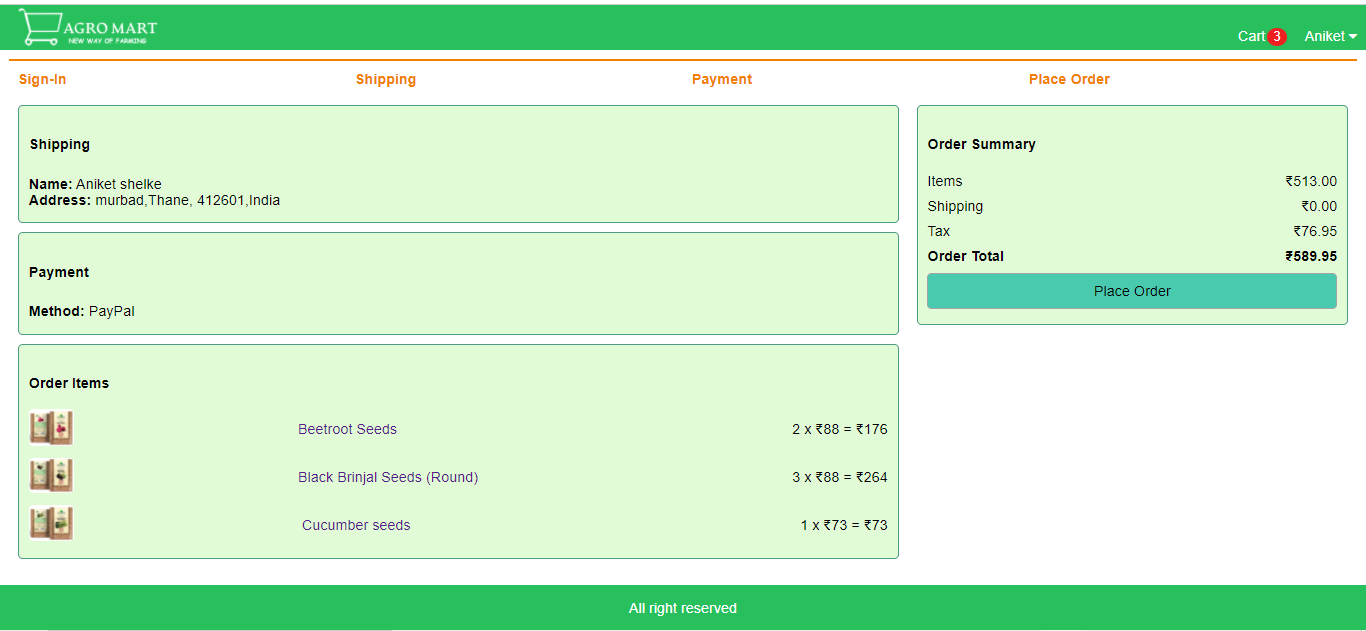 AGRO MART
NEW WAY OF FARMING
Cart 3 Aniket
Sign-In Shipping Payment Place Order
Shipping
Name: Aniket shelke
Address: murbad,Thane, 412601,India
Payment
Method: PayPal
Order Items
Beetroot Seeds 2 x ₹88 = ₹176
Black Brinjal Seeds (Round) 3 x ₹88 = ₹264
Cucumber seeds 1 x ₹73 = ₹73
Order Summary
Items ₹513.00
Shipping ₹0.00
Tax ₹76.95
Order Total ₹589.95
Place Order
All right reserved